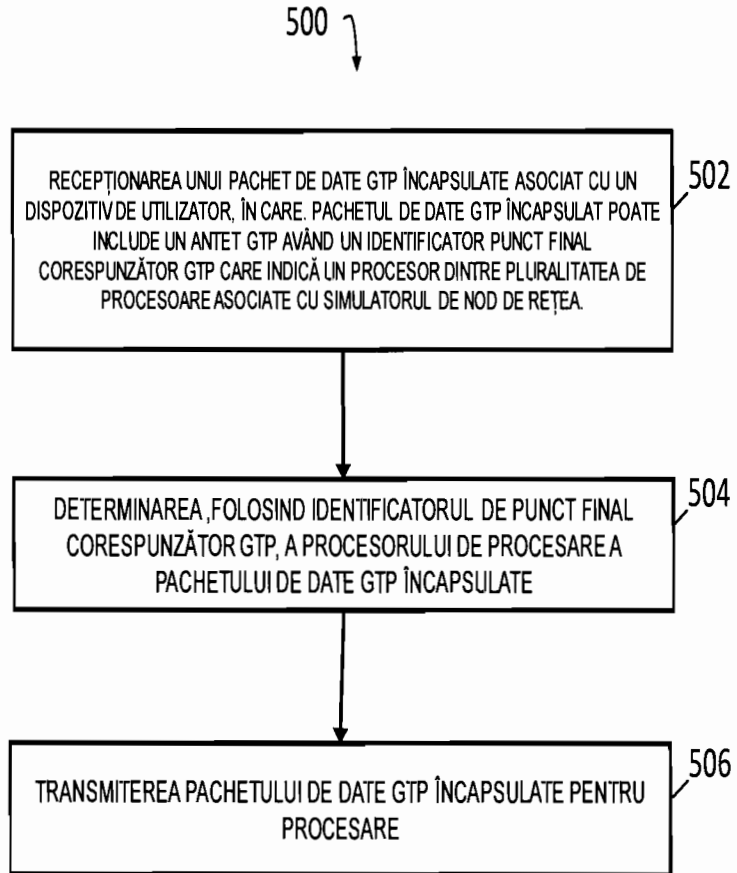 500
RECEPȚIONAREA UNUI PACHET DE DATE GTP ÎNCAPSULATE ASOCIAT CU UN
DISPOZITIV DE UTILIZATOR, ÎN CARE. PACHETUL DE DATE GTP ÎNCAPSULAT POATE
INCLUDE UN ANTET GTP AVÂND UN IDENTIFICATOR PUNCT FINAL
CORESPUNZĂTOR GTP CARE INDICĂ UN PROCESOR DINTRE PLURALITATEA DE
PROCESOARE ASOCIATE CU SIMULATORUL DE NOD DE REȚEA.
502
DETERMINAREA ,FOLOSIND IDENTIFICATORUL DE PUNCT FINAL
CORESPUNZĂTOR GTP, A PROCESORULUI DE PROCESARE A
PACHETULUI DE DATE GTP ÎNCAPSULATE
504
TRANSMITEREA PACHETULUI DE DATE GTP ÎNCAPSULATE PENTRU
PROCESARE
506